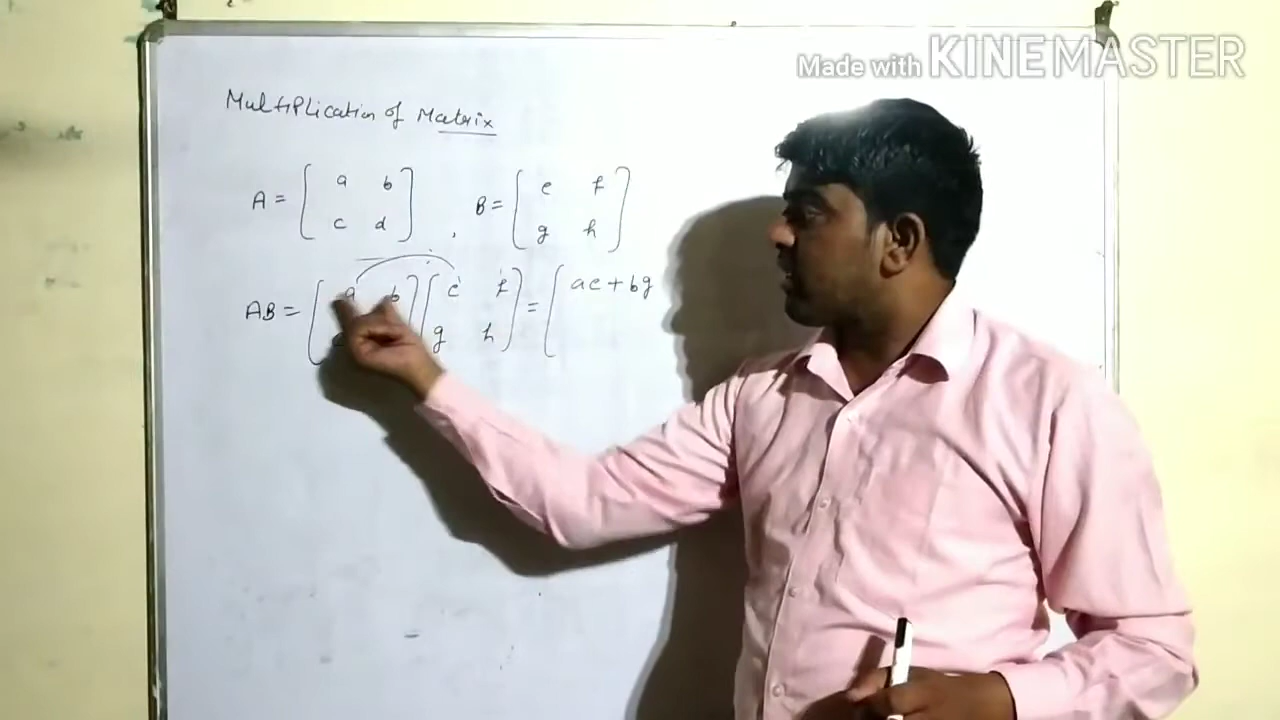 Made with KINEMASTER
Multiplication of Matrix
A = [ a b
c d ] , B = [ e f
g h ]
AB = [ a b ] [ e f ] = [ ae + bg
g h